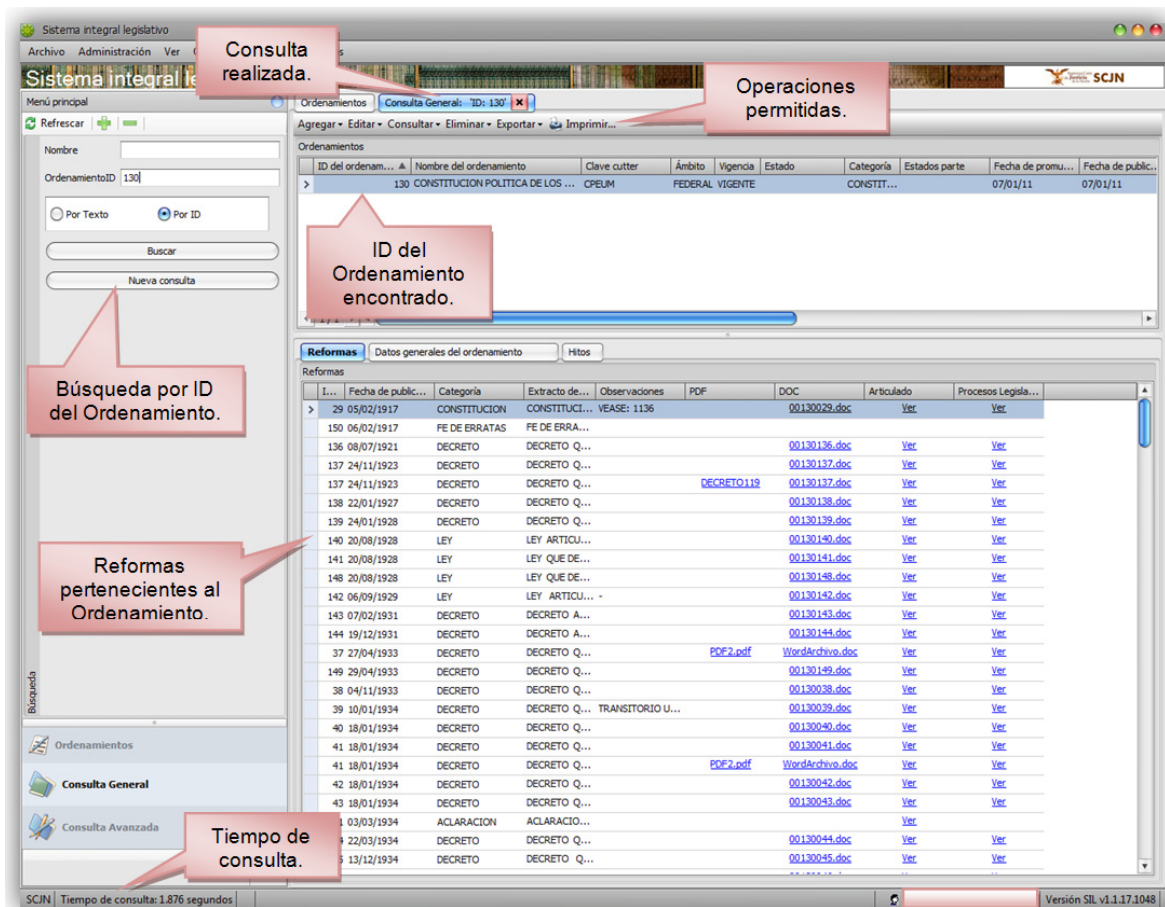 Sistema integral legislativo
Archivo Administración Ver
Consulta
realizada.
Sistema integral
SCJN
Operaciones
permitidas.
Menú principal
Ordenamientos Consulta General: 'ID: 130'
Refrescar
Agregar Editar Consultar Eliminar Exportar Imprimir...
Nombre
OrdenamientoID 130
Por Texto Por ID
Buscar
Nueva consulta
Ordenamientos
ID del ordenam... Nombre del ordenamiento Clave cutter Ámbito Vigencia Estado Categoría Estados parte Fecha de promu... Fecha de public..
130 CONSTITUCION POLITICA DE LOS ... CPEUM FEDERAL VIGENTE CONSTIT... 07/01/11 07/01/11
ID del
Ordenamiento
encontrado.
Búsqueda por ID
del Ordenamiento.
Reformas Datos generales del ordenamiento Hitos
Reformas
I... Fecha de public... Categoría Extracto de... Observaciones PDF DOC Articulado Procesos Legisla...
29 05/02/1917 CONSTITUCION CONSTITUCI... VEASE: 1136 00130029.doc Ver Ver
150 06/02/1917 FE DE ERRATAS FE DE ERRA...
136 08/07/1921 DECRETO DECRETO Q... 00130136.doc Ver Ver
137 24/11/1923 DECRETO DECRETO Q... 00130137.doc Ver Ver
137 24/11/1923 DECRETO DECRETO Q... DECRETO119 00130137.doc Ver Ver
138 22/01/1927 DECRETO DECRETO Q... 00130138.doc Ver Ver
139 24/01/1928 DECRETO DECRETO Q... 00130139.doc Ver Ver
140 20/08/1928 LEY LEY ARTICU... 00130140.doc Ver Ver
141 20/08/1928 LEY LEY QUE DE... 00130141.doc Ver Ver
148 20/08/1928 LEY LEY QUE DE... 00130148.doc Ver Ver
142 06/09/1929 LEY LEY ARTICU... - 00130142.doc Ver Ver
143 07/02/1931 DECRETO DECRETO A... 00130143.doc Ver Ver
144 19/12/1931 DECRETO DECRETO A... 00130144.doc Ver Ver
37 27/04/1933 DECRETO DECRETO Q... PDF2.pdf WordArchivo.doc Ver Ver
149 29/04/1933 DECRETO DECRETO Q... 00130149.doc Ver Ver
38 04/11/1933 DECRETO DECRETO Q... 00130038.doc Ver Ver
39 10/01/1934 DECRETO DECRETO Q... TRANSITORIO U... 00130039.doc Ver Ver
40 18/01/1934 DECRETO DECRETO Q... 00130040.doc Ver Ver
41 18/01/1934 DECRETO DECRETO Q... 00130041.doc Ver Ver
41 18/01/1934 DECRETO DECRETO Q... PDF2.pdf WordArchivo.doc Ver Ver
42 18/01/1934 DECRETO DECRETO Q... 00130042.doc Ver Ver
43 18/01/1934 DECRETO DECRETO Q... 00130043.doc Ver Ver
03/03/1934 ACLARACION ACLARACIO... Ver
22/03/1934 DECRETO DECRETO Q... 00130044.doc Ver Ver
13/12/1934 DECRETO DECRETO Q... 00130045.doc Ver Ver
Reformas
pertenecientes al
Ordenamiento.
Búsqueda
Ordenamientos
Consulta General
Consulta Avanzada
Tiempo de
consulta.
SCJN Tiempo de consulta: 1.876 segundos Versión SIL v1.1.17.1048